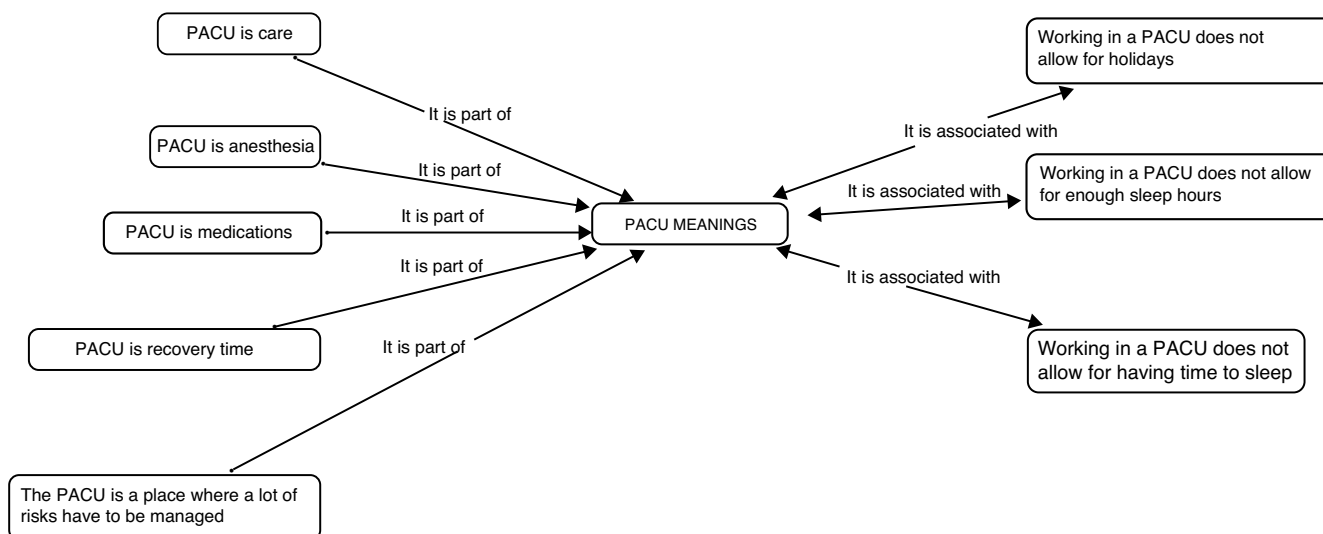 PACU is care
It is part of
PACU is anesthesia
It is part of
PACU is medications
It is part of
PACU is recovery time
It is part of
The PACU is a place where a lot of
risks have to be managed
It is part of
PACU MEANINGS
Working in a PACU does not
allow for holidays
It is associated with
Working in a PACU does not allow
for enough sleep hours
It is associated with
Working in a PACU does not
allow for having time to sleep
It is associated with